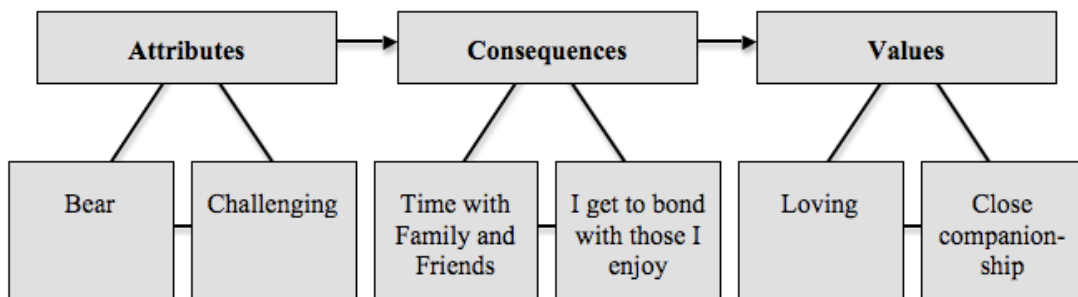 Attributes
Consequences
Values
Bear
Challenging
Time with
Family and
Friends
I get to bond
with those I
enjoy
Loving
Close
companion-
ship